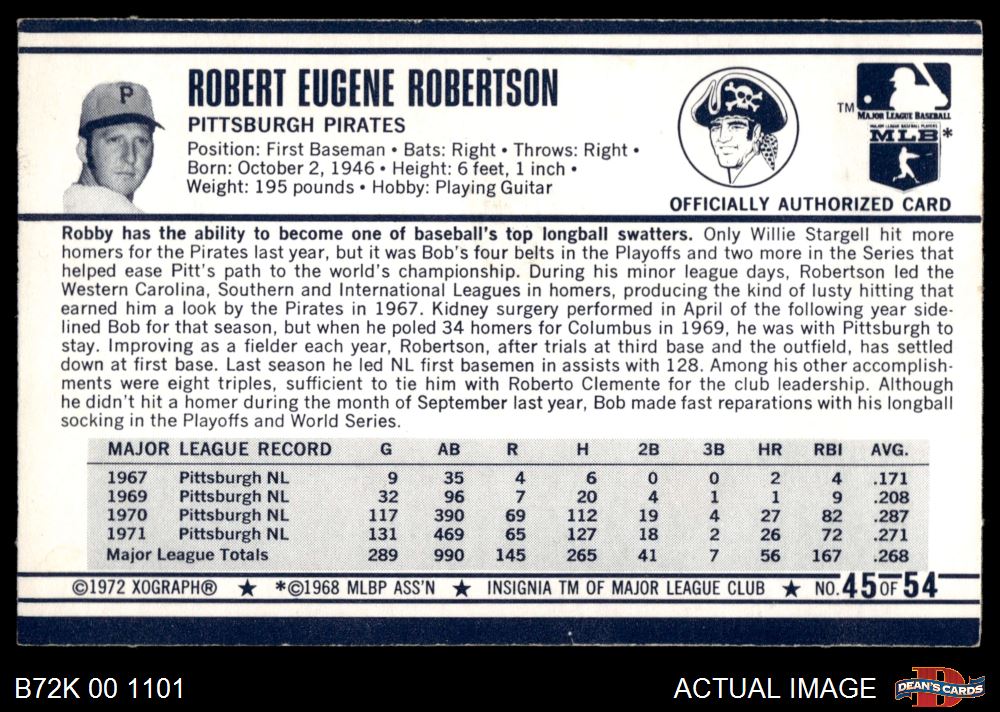 ROBERT EUGENE ROBERTSON
PITTSBURGH PIRATES
Position: First Baseman • Bats: Right • Throws: Right •
Born: October 2, 1946 • Height: 6 feet, 1 inch •
Weight: 195 pounds • Hobby: Playing Guitar
P
TM
MAJOR LEAGUE BASEBALL
MAJOR LEAGUE BASEBALL PLAYERS
MLB*
OFFICIALLY AUTHORIZED CARD
Robby has the ability to become one of baseball's top longball swatters. Only Willie Stargell hit more
homers for the Pirates last year, but it was Bob's four belts in the Playoffs and two more in the Series that
helped ease Pitt's path to the world's championship. During his minor league days, Robertson led the
Western Carolina, Southern and International Leagues in homers, producing the kind of lusty hitting that
earned him a look by the Pirates in 1967. Kidney surgery performed in April of the following year side-
lined Bob for that season, but when he poled 34 homers for Columbus in 1969, he was with Pittsburgh to
stay. Improving as a fielder each year, Robertson, after trials at third base and the outfield, has settled
down at first base. Last season he led NL first basemen in assists with 128. Among his other accomplish-
ments were eight triples, sufficient to tie him with Roberto Clemente for the club leadership. Although
he didn't hit a homer during the month of September last year, Bob made fast reparations with his longball
socking in the Playoffs and World Series.
MAJOR LEAGUE RECORD G AB R H 2B 3B HR RBI AVG.
1967 Pittsburgh NL 9 35 4 6 0 0 2 4 .171
1969 Pittsburgh NL 32 96 7 20 4 1 1 9 .208
1970 Pittsburgh NL 117 390 69 112 19 4 27 82 .287
1971 Pittsburgh NL 131 469 65 127 18 2 26 72 .271
Major League Totals 289 990 145 265 41 7 56 167 .268
©1972 XOGRAPH® ★ *©1968 MLBP ASS'N ★ INSIGNIA TM OF MAJOR LEAGUE CLUB ★ NO. 45 OF 54
B72K 00 1101
ACTUAL IMAGE
D
DEAN'S CARDS